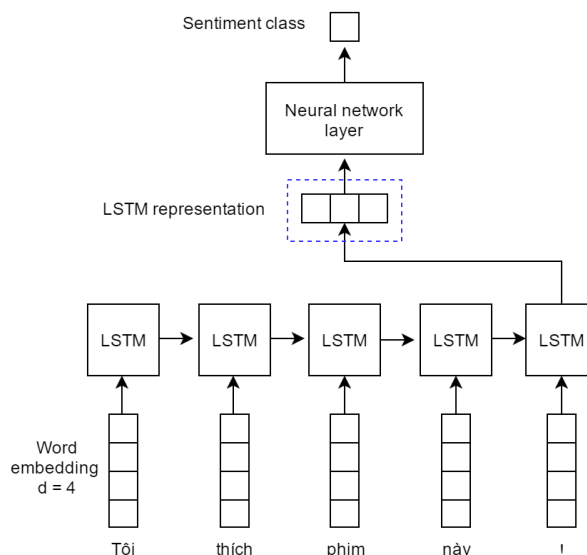 Sentiment class
Neural network
layer
LSTM representation
LSTM LSTM LSTM LSTM LSTM
Word
embedding
d = 4
Tôi thích phim này !